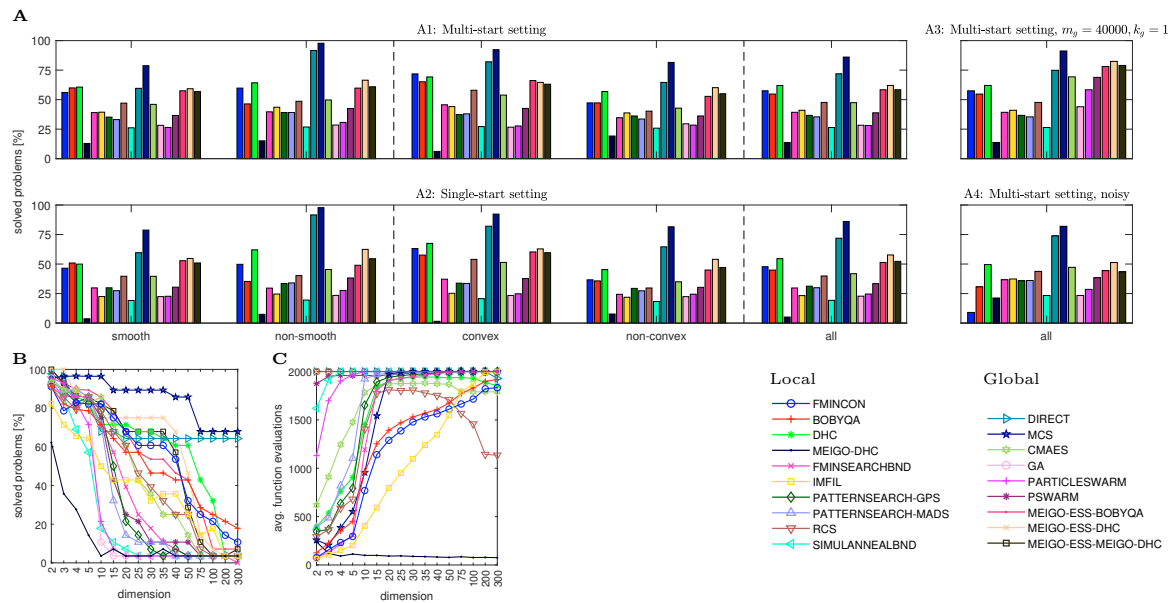 A
A1: Multi-start setting
A3: Multi-start setting, m_g = 40000, k_g = 1
100
75
50
25
0
solved problems [%]
A2: Single-start setting
A4: Multi-start setting, noisy
100
75
50
25
0
smooth
non-smooth
convex
non-convex
all
all
B
C
solved problems [%]
100
80
60
40
20
0
2 3 4 5 10 15 20 25 30 35 40 50 75 100 200 300
dimension
avg. function evaluations
2000
1500
1000
500
0
2 3 4 5 10 15 20 25 30 35 40 50 75 100 200 300
dimension
Local
FMINCON
BOBYQA
DHC
MEIGO-DHC
FMINSEARCHBND
IMFIL
PATTERNSEARCH-GPS
PATTERNSEARCH-MADS
RCS
SIMULANNEALBND
Global
DIRECT
MCS
CMAES
GA
PARTICLESWARM
PSWARM
MEIGO-ESS-BOBYQA
MEIGO-ESS-DHC
MEIGO-ESS-MEIGO-DHC